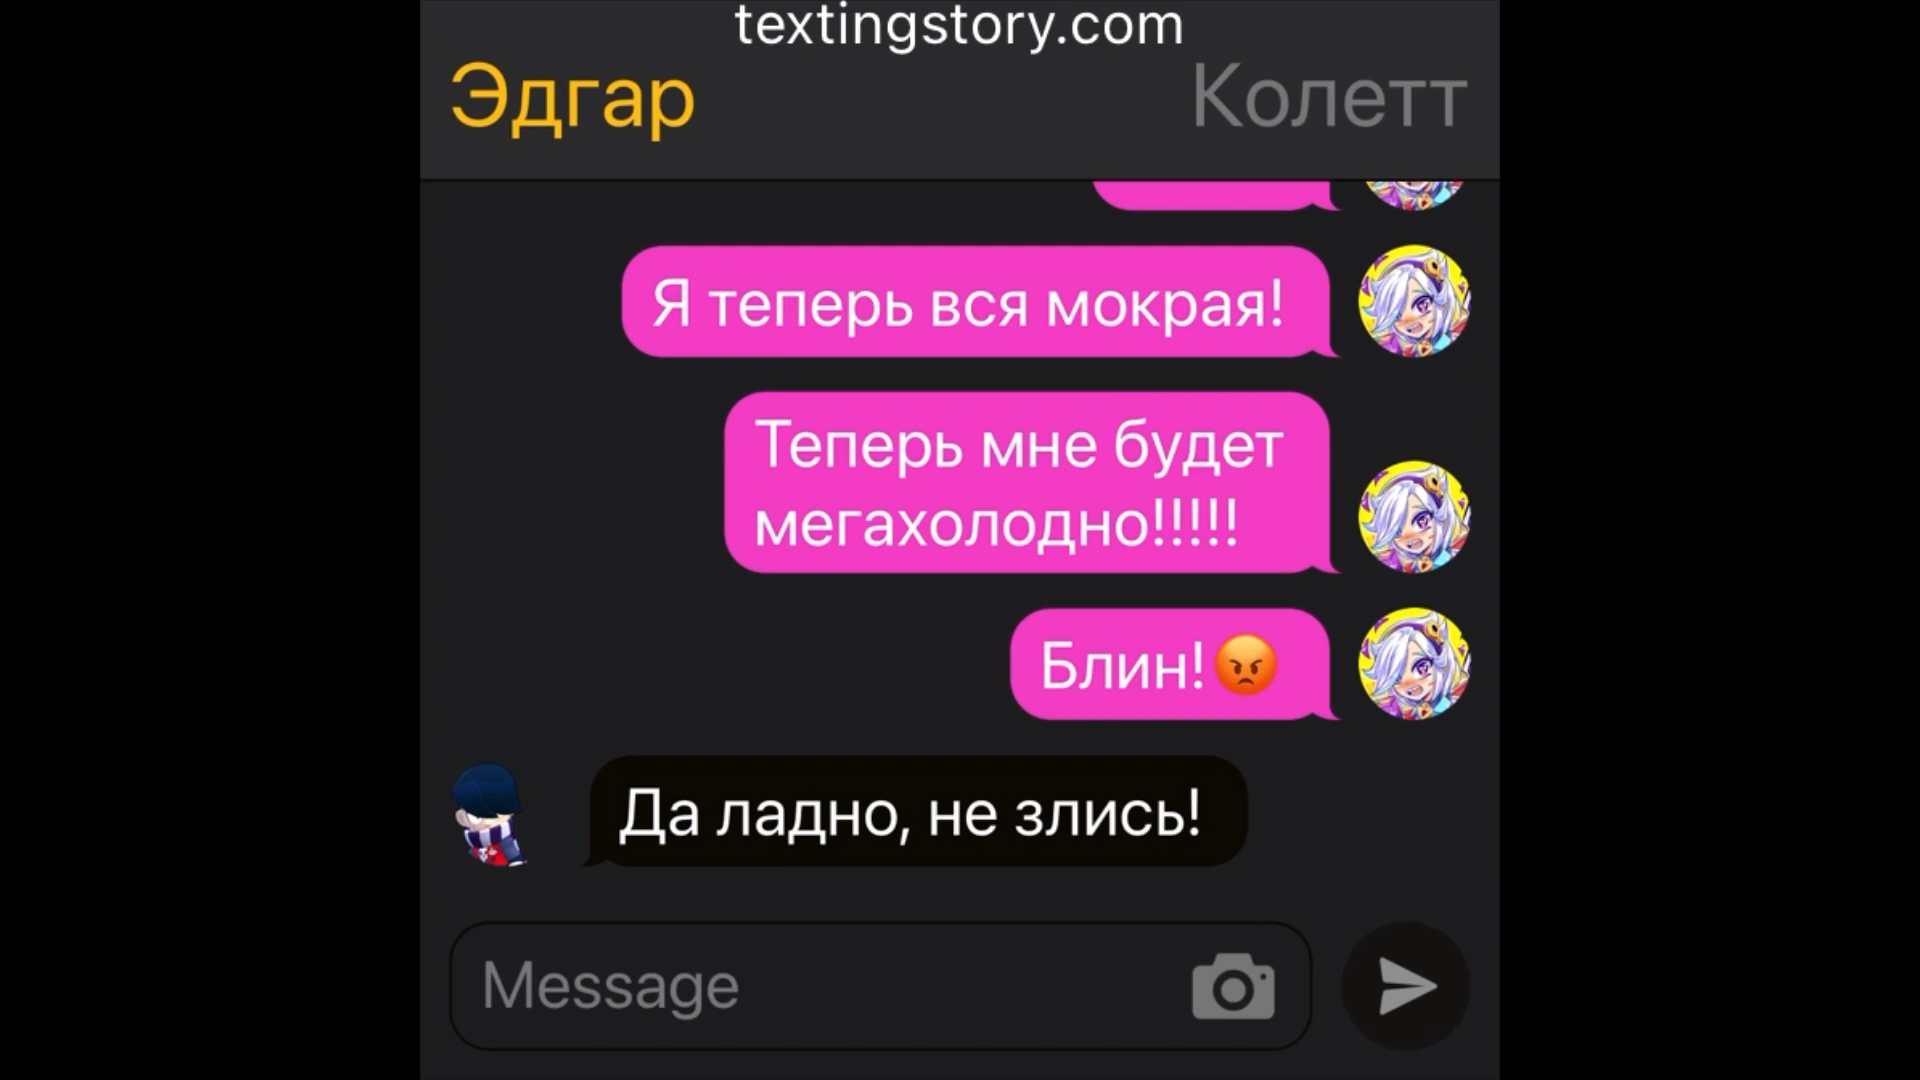 textingstory.com
Эдгар
Колетт
Я теперь вся мокрая!
Теперь мне будет
мегахолодно!!!!!
Блин!😡
Да ладно, не злись!
Message